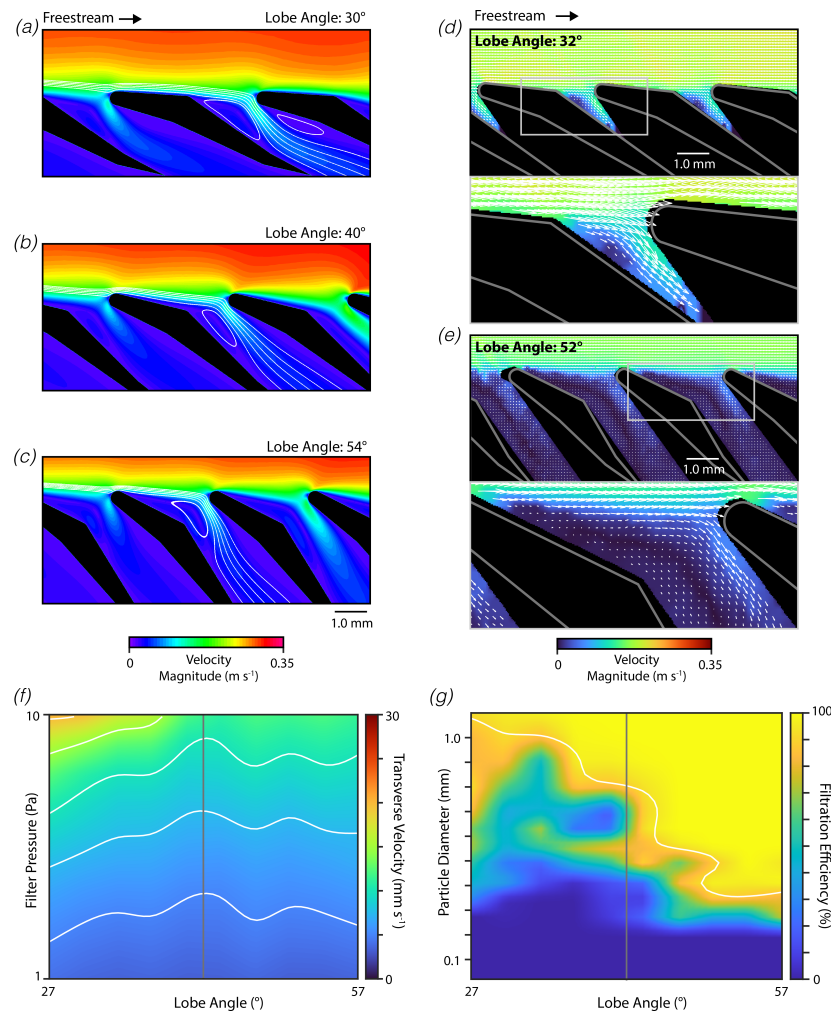 (a)
Freestream
Lobe Angle: 30°
(b)
Lobe Angle: 40°
(c)
Lobe Angle: 54°
1.0 mm
0
0.35
Velocity
Magnitude (m s⁻¹)
Freestream
(d)
Lobe Angle: 32°
1.0 mm
(e)
Lobe Angle: 52°
1.0 mm
0
0.35
Velocity
Magnitude (m s⁻¹)
(f)
10
Filter Pressure (Pa)
1
27
57
Lobe Angle (°)
30
Transverse Velocity (mm s⁻¹)
0
(g)
1.0
Particle Diameter (mm)
0.1
27
57
Lobe Angle (°)
100
Filtration Efficiency (%)
0